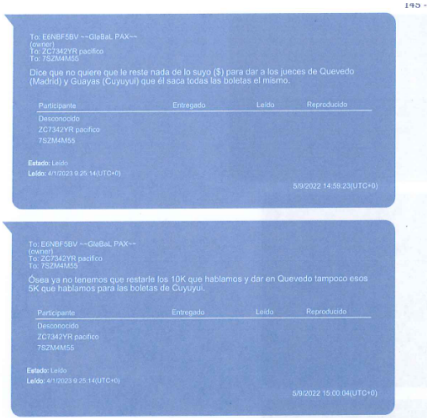 145 -
To: E6NBF5BV ~~GleBaL PAX~~
(owner)
To: ZC7342YR pacifico
To: 7SZM4M55
Dice que no quiere que le reste nada de lo suyo ($) para dar a los jueces de Quevedo
(Madrid) y Guayas (Cuyuyui) que él saca todas las boletas el mismo.
Participante Entregado Leído Reproducido
Desconocido
ZC7342YR pacifico
7SZM4M55
Estado: Leído
Leído: 4/1/2023 9:25:14(UTC+0)
5/9/2022 14:59:23(UTC+0)
To: E6NBF5BV ~~GleBaL PAX~~
(owner)
To: ZC7342YR pacifico
To: 7SZM4M55
Ósea ya no tenemos que restarle los 10K que hablamos y dar en Quevedo tampoco esos
5K que hablamos para las boletas de Cuyuyui.
Participante Entregado Leído Reproducido
Desconocido
ZC7342YR pacifico
7SZM4M55
Estado: Leído
Leído: 4/1/2023 9:25:14(UTC+0)
5/9/2022 15:00:04(UTC+0)